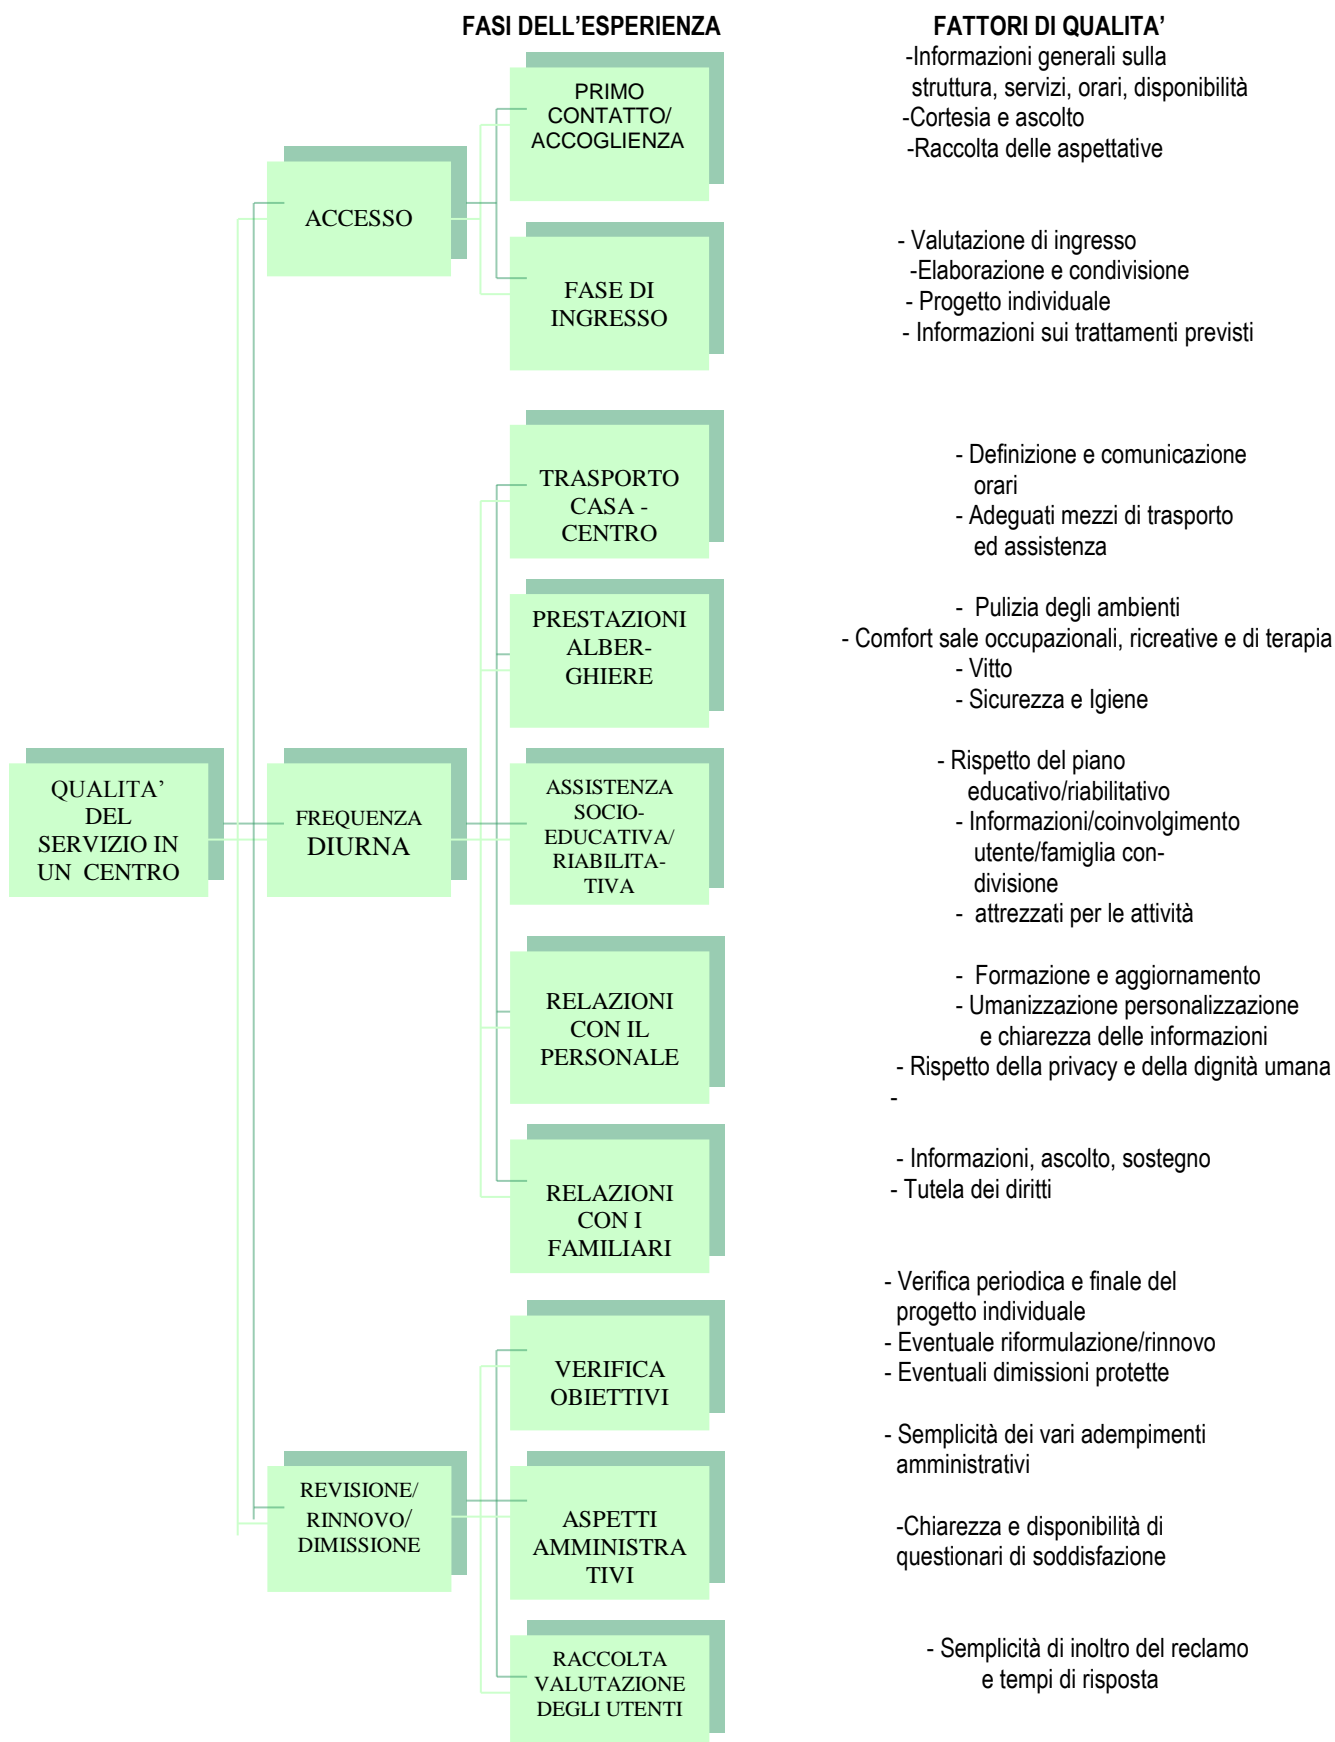 FASI DELL’ESPERIENZA
FATTORI DI QUALITA’
PRIMO
CONTATTO/
ACCOGLIENZA
-Informazioni generali sulla
struttura, servizi, orari, disponibilità
-Cortesia e ascolto
-Raccolta delle aspettative
ACCESSO
FASE DI
INGRESSO
- Valutazione di ingresso
-Elaborazione e condivisione
- Progetto individuale
- Informazioni sui trattamenti previsti
TRASPORTO
CASA -
CENTRO
- Definizione e comunicazione
orari
- Adeguati mezzi di trasporto
ed assistenza
PRESTAZIONI
ALBER-
GHIERE
- Pulizia degli ambienti
- Comfort sale occupazionali, ricreative e di terapia
- Vitto
- Sicurezza e Igiene
QUALITA’
DEL
SERVIZIO IN
UN CENTRO
FREQUENZA
DIURNA
ASSISTENZA
SOCIO-
EDUCATIVA/
RIABILITA-
TIVA
- Rispetto del piano
educativo/riabilitativo
- Informazioni/coinvolgimento
utente/famiglia con-
divisione
- attrezzati per le attività
RELAZIONI
CON IL
PERSONALE
- Formazione e aggiornamento
- Umanizzazione personalizzazione
e chiarezza delle informazioni
- Rispetto della privacy e della dignità umana
-
RELAZIONI
CON I
FAMILIARI
- Informazioni, ascolto, sostegno
- Tutela dei diritti
VERIFICA
OBIETTIVI
- Verifica periodica e finale del
progetto individuale
- Eventuale riformulazione/rinnovo
- Eventuali dimissioni protette
REVISIONE/
RINNOVO/
DIMISSIONE
ASPETTI
AMMINISTRA
TIVI
- Semplicità dei vari adempimenti
amministrativi
-Chiarezza e disponibilità di
questionari di soddisfazione
RACCOLTA
VALUTAZIONE
DEGLI UTENTI
- Semplicità di inoltro del reclamo
e tempi di risposta